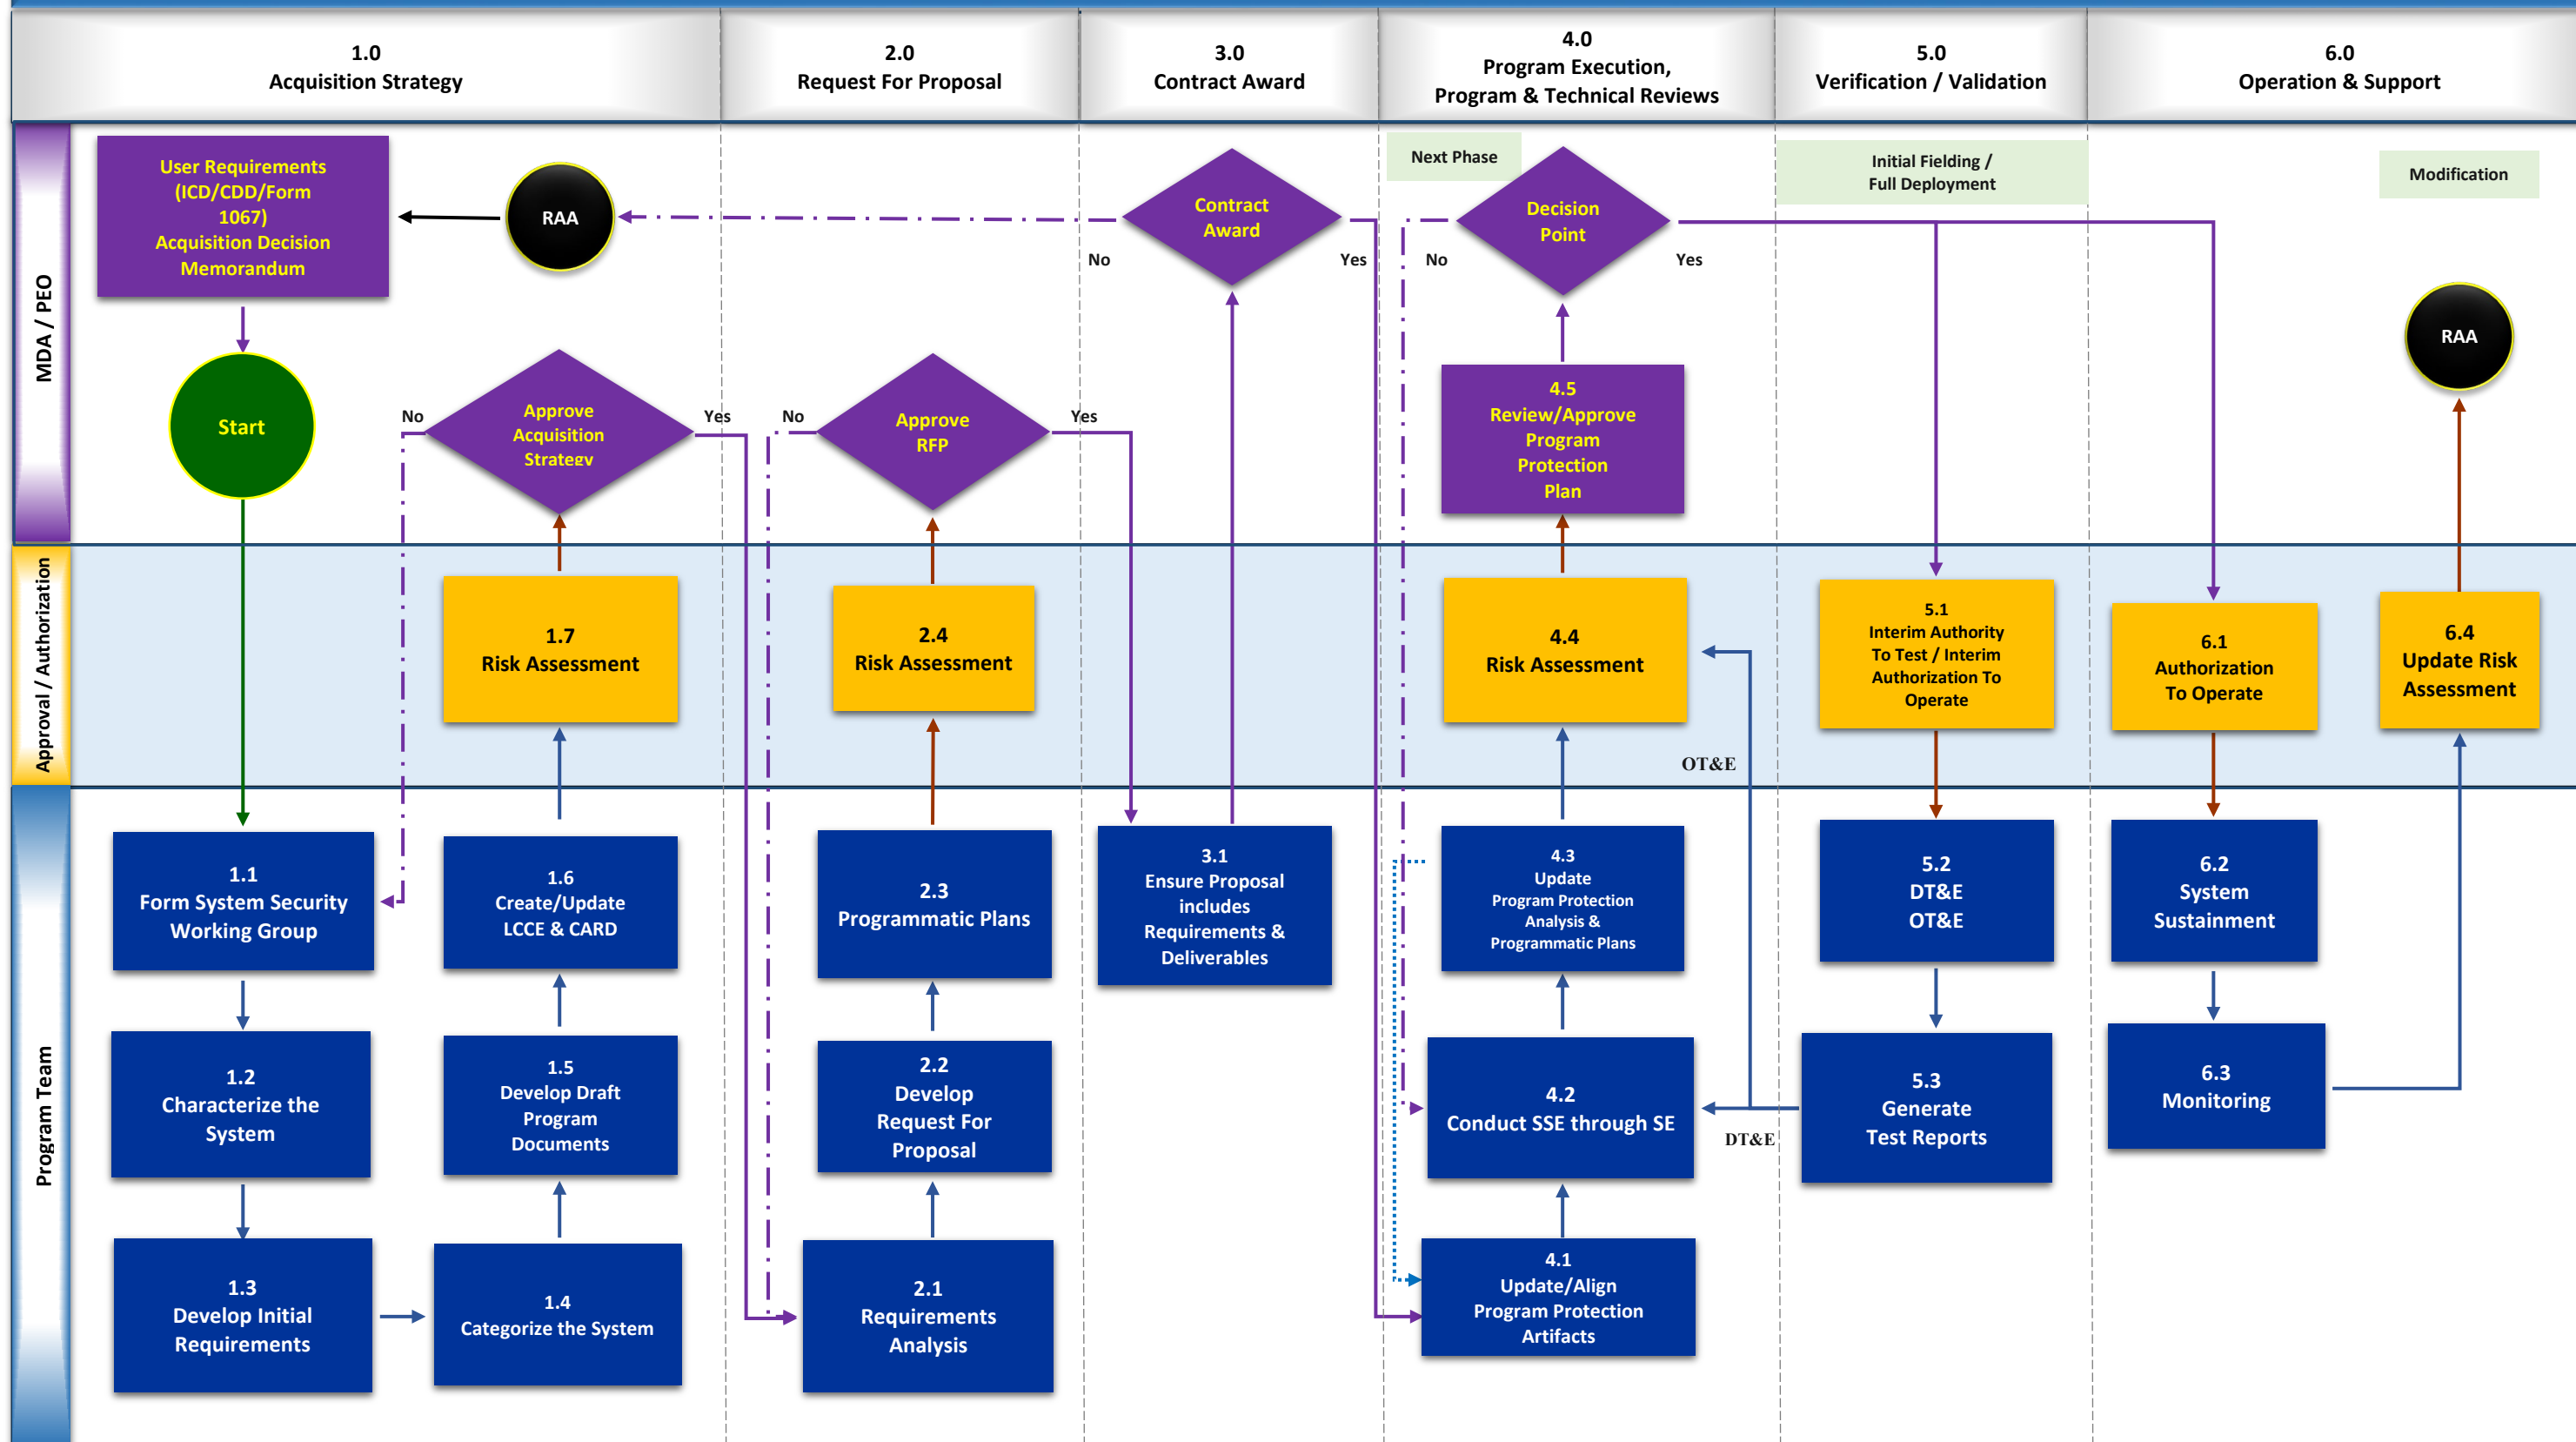 1.0
Acquisition Strategy
2.0
Request For Proposal
3.0
Contract Award
4.0
Program Execution,
Program & Technical Reviews
5.0
Verification / Validation
6.0
Operation & Support
MDA / PEO
User Requirements
(ICD/CDD/Form
1067)
Acquisition Decision
Memorandum
RAA
Start
No
Approve
Acquisition
Strategy
Yes
No
Approve
RFP
Yes
Contract
Award
No
Yes
Next Phase
Decision
Point
No
Yes
4.5
Review/Approve
Program
Protection
Plan
Initial Fielding /
Full Deployment
Modification
RAA
Approval / Authorization
1.7
Risk Assessment
2.4
Risk Assessment
4.4
Risk Assessment
OT&E
5.1
Interim Authority
To Test / Interim
Authorization To
Operate
6.1
Authorization
To Operate
6.4
Update Risk
Assessment
Program Team
1.1
Form System Security
Working Group
1.2
Characterize the
System
1.3
Develop Initial
Requirements
1.6
Create/Update
LCCE & CARD
1.5
Develop Draft
Program
Documents
1.4
Categorize the System
2.3
Programmatic Plans
2.2
Develop
Request For
Proposal
2.1
Requirements
Analysis
3.1
Ensure Proposal
includes
Requirements &
Deliverables
4.3
Update
Program Protection
Analysis &
Programmatic Plans
4.2
Conduct SSE through SE
4.1
Update/Align
Program Protection
Artifacts
DT&E
5.2
DT&E
OT&E
5.3
Generate
Test Reports
6.2
System
Sustainment
6.3
Monitoring